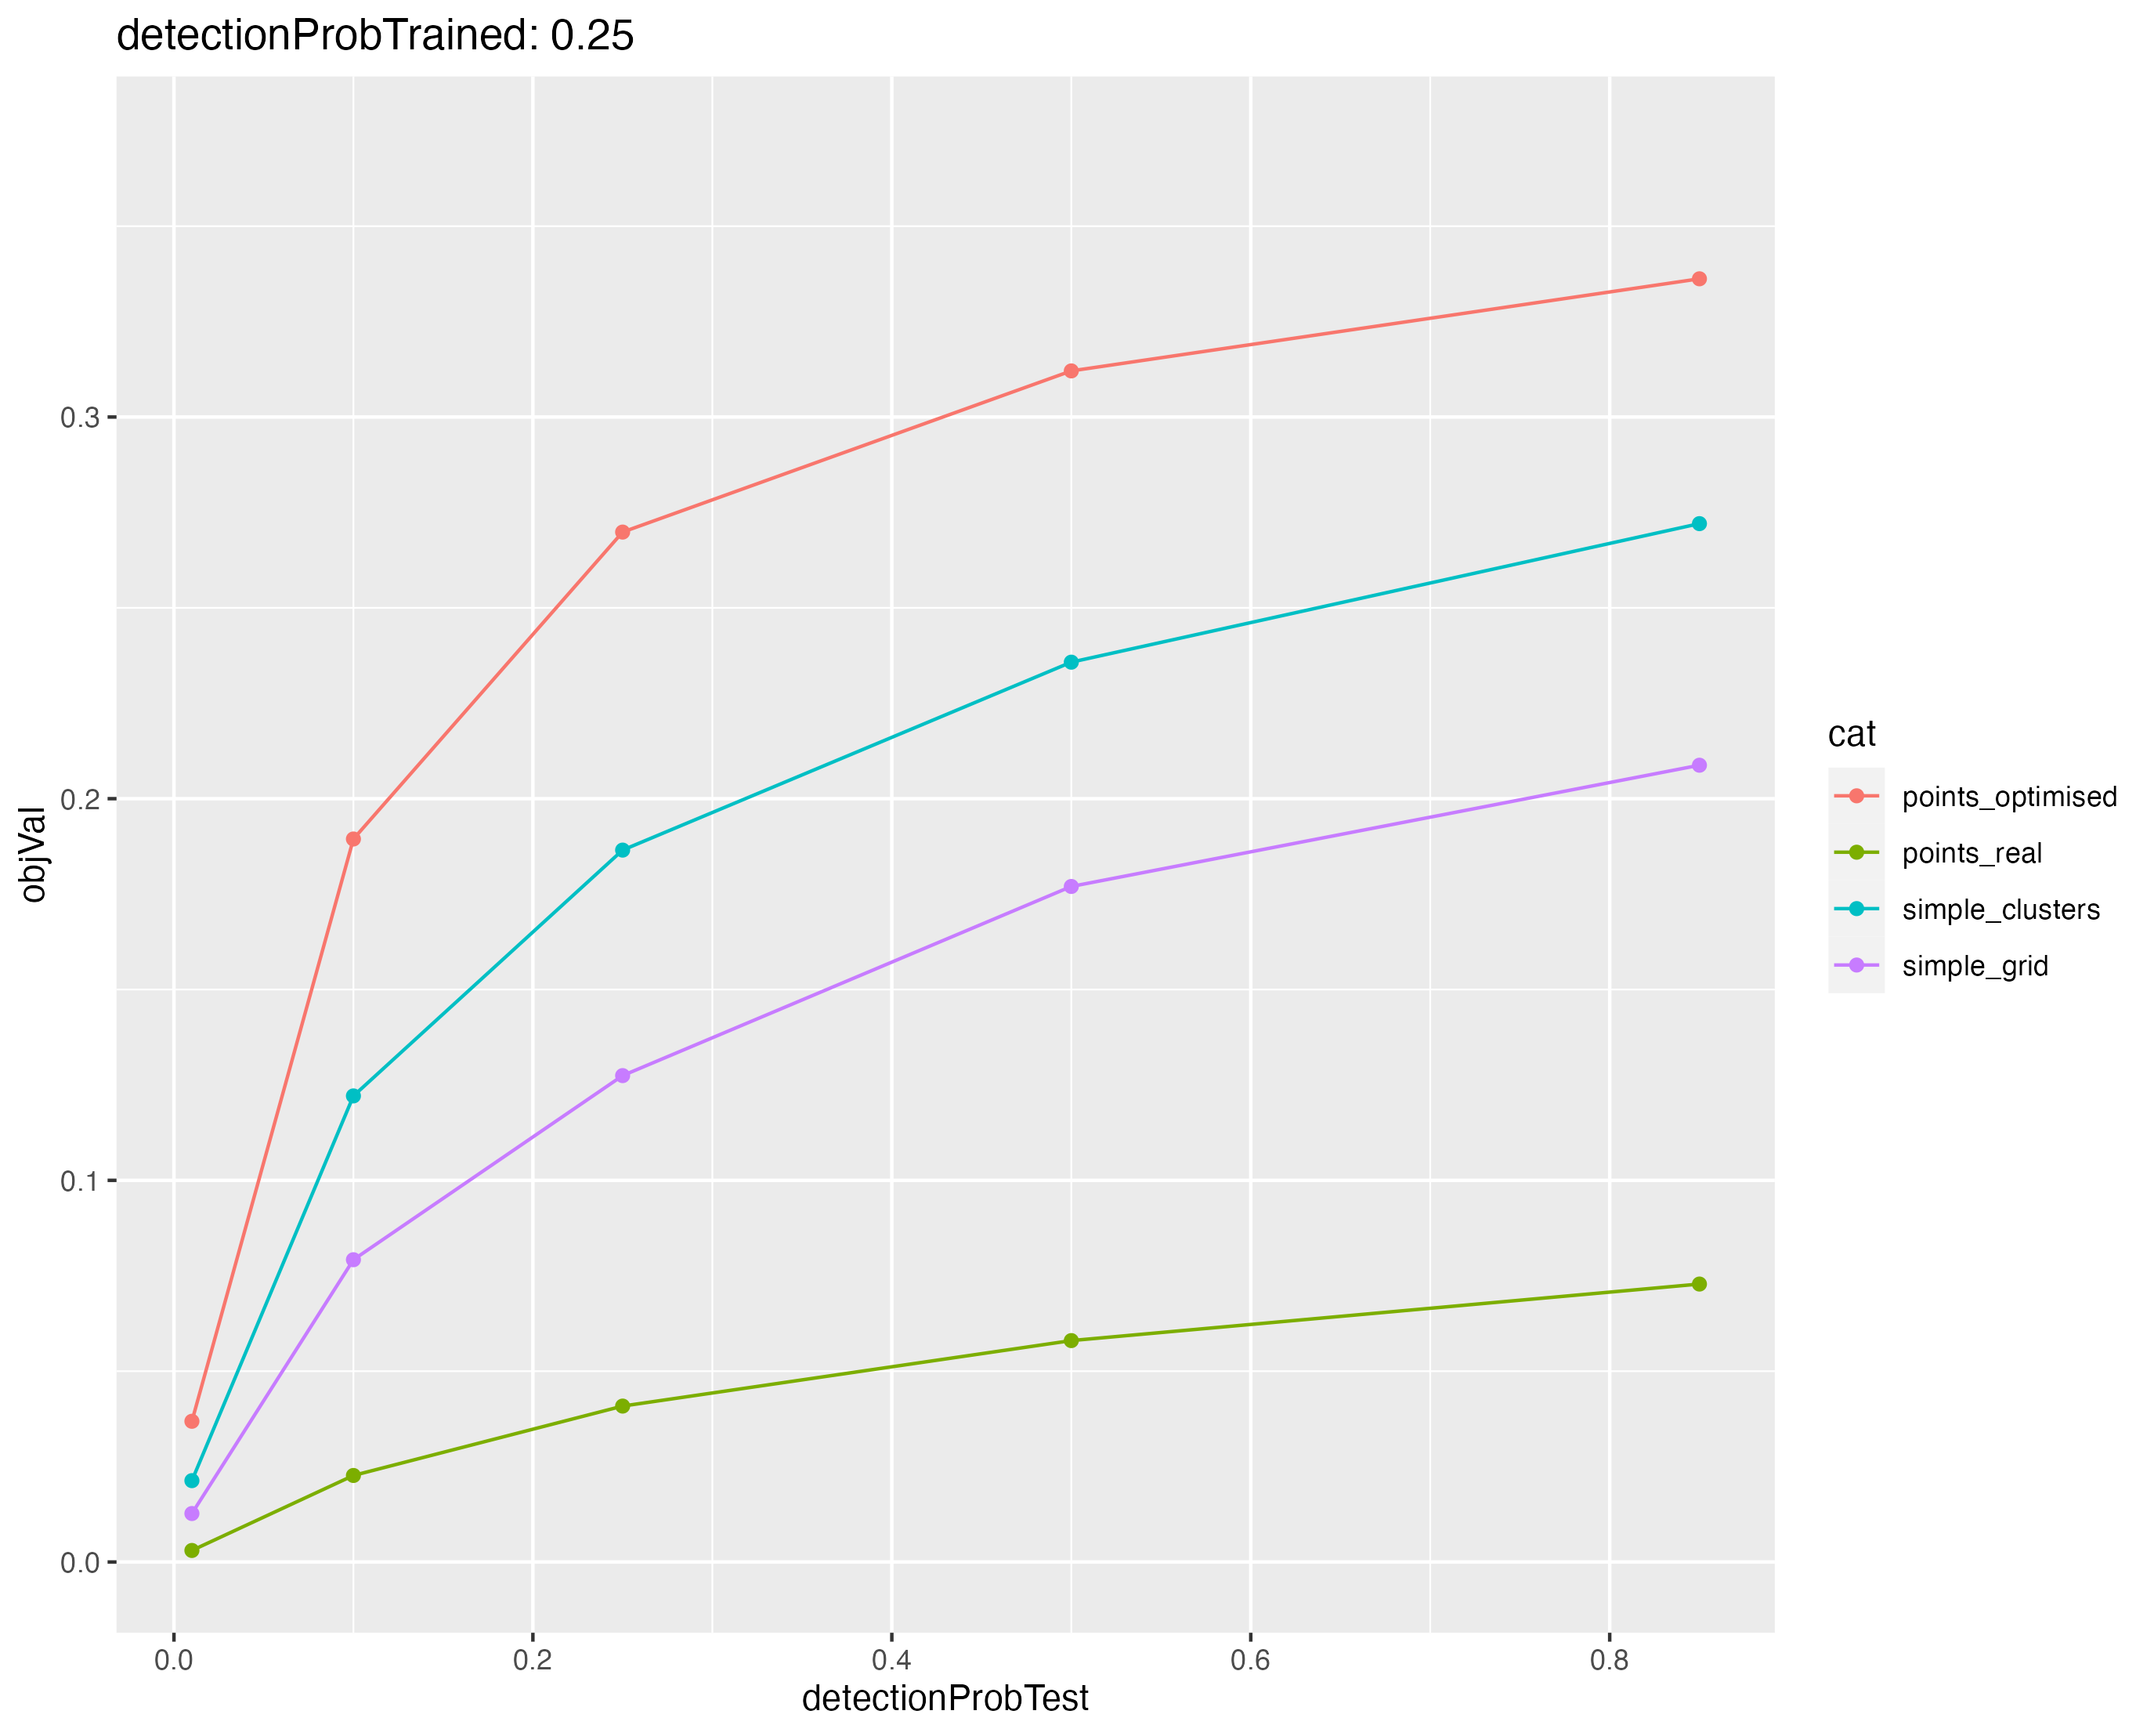 detectionProbTrained: 0.25
objVal
0.3
0.2
0.1
0.0
0.0 0.2 0.4 0.6 0.8
detectionProbTest
cat
points_optimised
points_real
simple_clusters
simple_grid